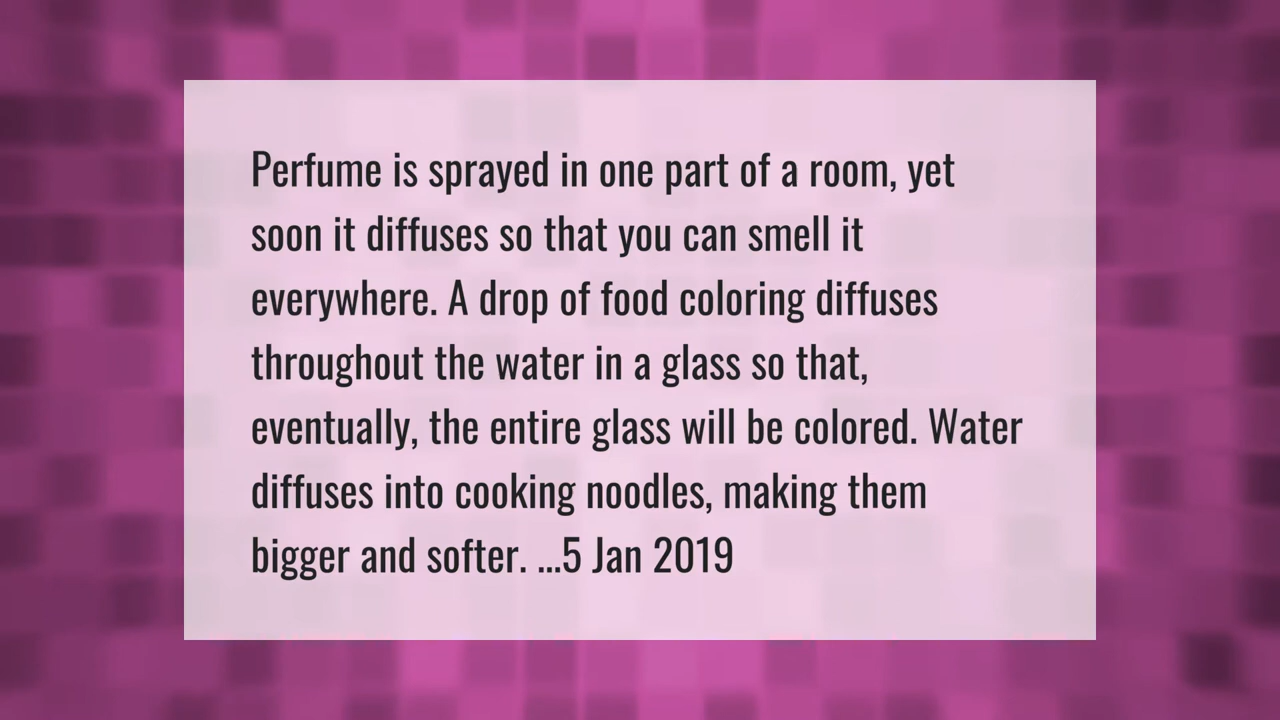 Perfume is sprayed in one part of a room, yet
soon it diffuses so that you can smell it
everywhere. A drop of food coloring diffuses
throughout the water in a glass so that,
eventually, the entire glass will be colored. Water
diffuses into cooking noodles, making them
bigger and softer. ...5 Jan 2019